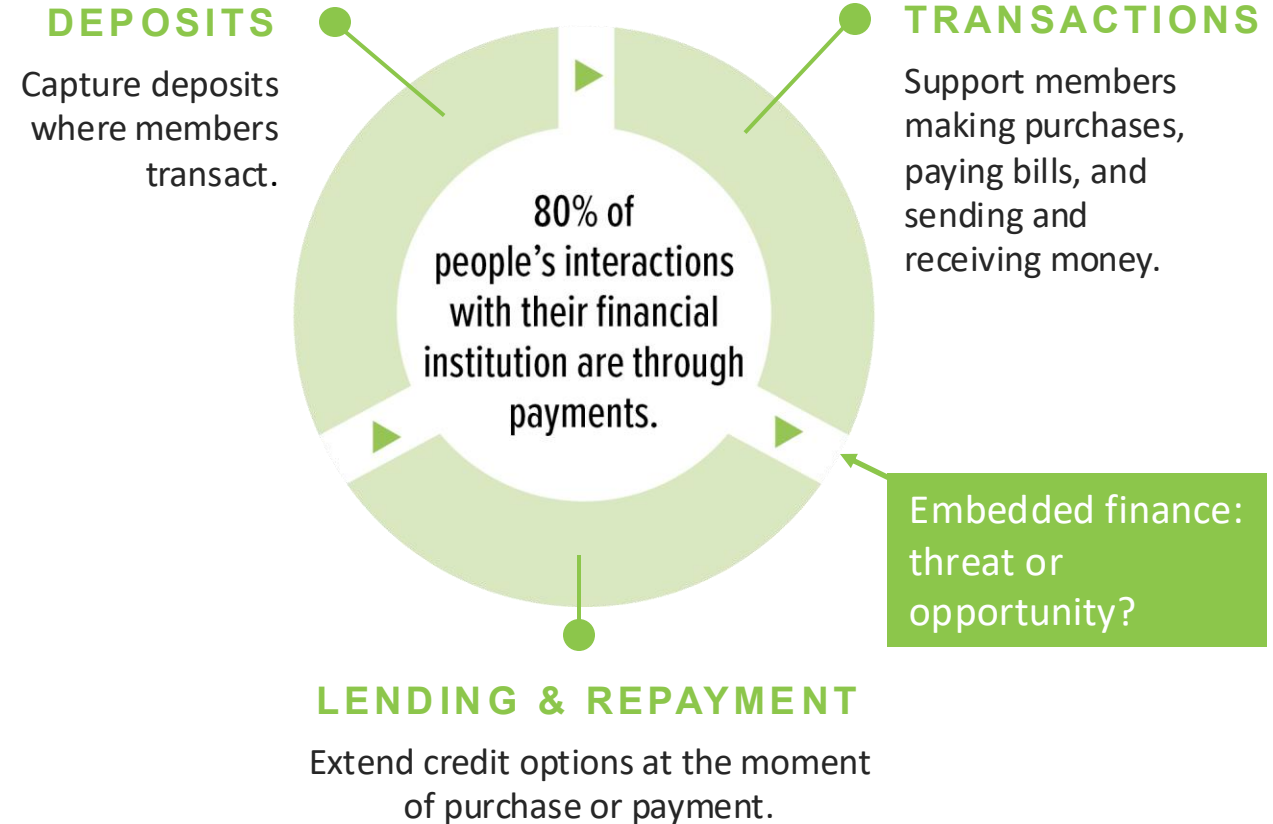 DEPOSITS
Capture deposits
where members
transact.
TRANSACTIONS
Support members
making purchases,
paying bills, and
sending and
receiving money.
80% of
people’s interactions
with their financial
institution are through
payments.
Embedded finance:
threat or
opportunity?
LENDING & REPAYMENT
Extend credit options at the moment
of purchase or payment.